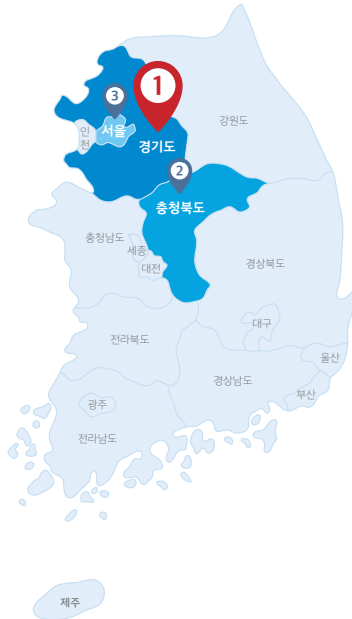 3
1
강원도
인천
서울
경기도
2
충청북도
충청남도
세종
대전
경상북도
대구
전라북도
울산
경상남도
부산
광주
전라남도
제주